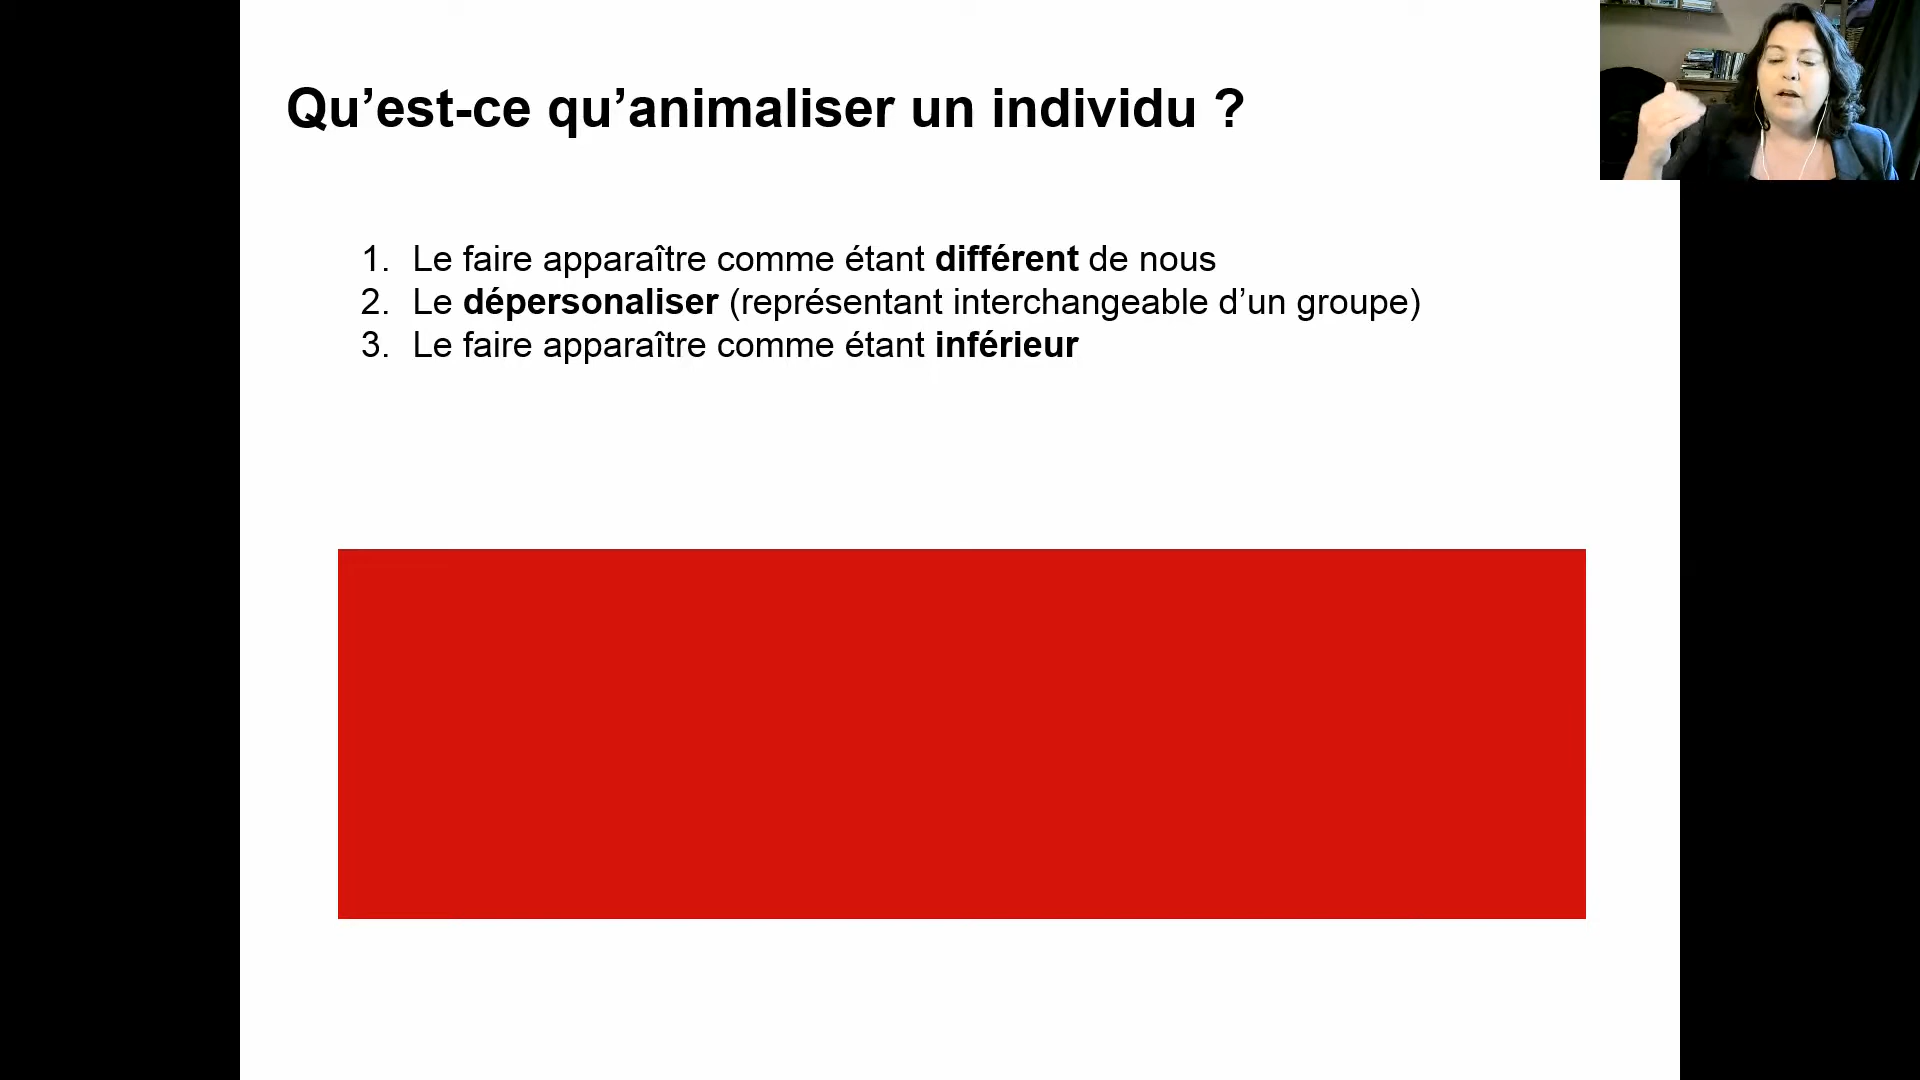 Qu’est-ce qu’animaliser un individu ?
1. Le faire apparaître comme étant différent de nous
2. Le dépersonaliser (représentant interchangeable d’un groupe)
3. Le faire apparaître comme étant inférieur